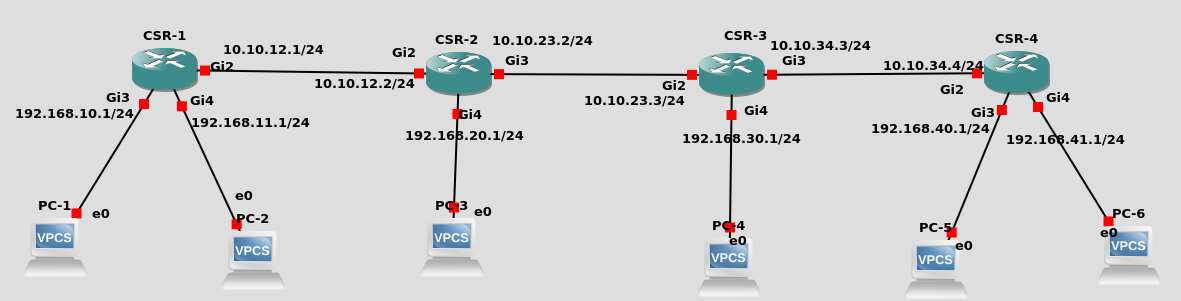 CSR-1
CSR-2
CSR-3
CSR-4
10.10.12.1/24
10.10.23.2/24
10.10.34.3/24
Gi2
Gi2
Gi3
Gi3
10.10.34.4/24
10.10.12.2/24
Gi2
Gi2
10.10.23.3/24
Gi3
Gi4
Gi4
Gi4
Gi3
Gi4
192.168.10.1/24
192.168.11.1/24
192.168.20.1/24
192.168.30.1/24
192.168.40.1/24
192.168.41.1/24
PC-1
e0
e0
PC-2
PC-3
e0
PC-4
e0
PC-5
e0
PC-6
e0
VPCS
VPCS
VPCS
VPCS
VPCS
VPCS